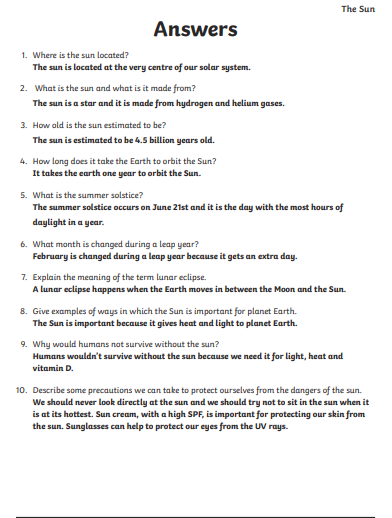 The Sun
Answers
1. Where is the sun located?
The sun is located at the very centre of our solar system.
2. What is the sun and what is it made from?
The sun is a star and it is made from hydrogen and helium gases.
3. How old is the sun estimated to be?
The sun is estimated to be 4.5 billion years old.
4. How long does it take the Earth to orbit the Sun?
It takes the earth one year to orbit the Sun.
5. What is the summer solstice?
The summer solstice occurs on June 21st and it is the day with the most hours of
daylight in a year.
6. What month is changed during a leap year?
February is changed during a leap year because it gets an extra day.
7. Explain the meaning of the term lunar eclipse.
A lunar eclipse happens when the Earth moves in between the Moon and the Sun.
8. Give examples of ways in which the Sun is important for planet Earth.
The Sun is important because it gives heat and light to planet Earth.
9. Why would humans not survive without the sun?
Humans wouldn't survive without the sun because we need it for light, heat and
vitamin D.
10. Describe some precautions we can take to protect ourselves from the dangers of the sun.
We should never look directly at the sun and we should try not to sit in the sun when it
is at its hottest. Sun cream, with a high SPF, is important for protecting our skin from
the sun. Sunglasses can help to protect our eyes from the UV rays.